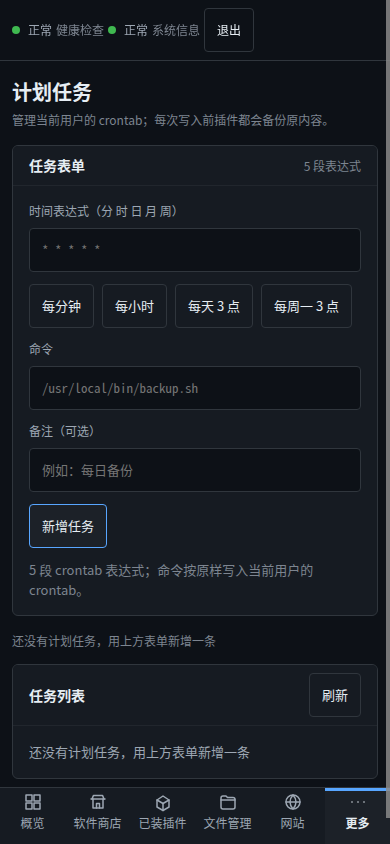 正常 健康检查 正常 系统信息 退出
计划任务
管理当前用户的 crontab；每次写入前插件都会备份原内容。
任务表单 5 段表达式
时间表达式（分 时 日 月 周）
* * * * *
每分钟 每小时 每天 3 点 每周一 3 点
命令
/usr/local/bin/backup.sh
备注（可选）
例如：每日备份
新增任务
5 段 crontab 表达式；命令按原样写入当前用户的
crontab。
还没有计划任务，用上方表单新增一条
任务列表 刷新
还没有计划任务，用上方表单新增一条
概览 软件商店 已装插件 文件管理 网站 更多